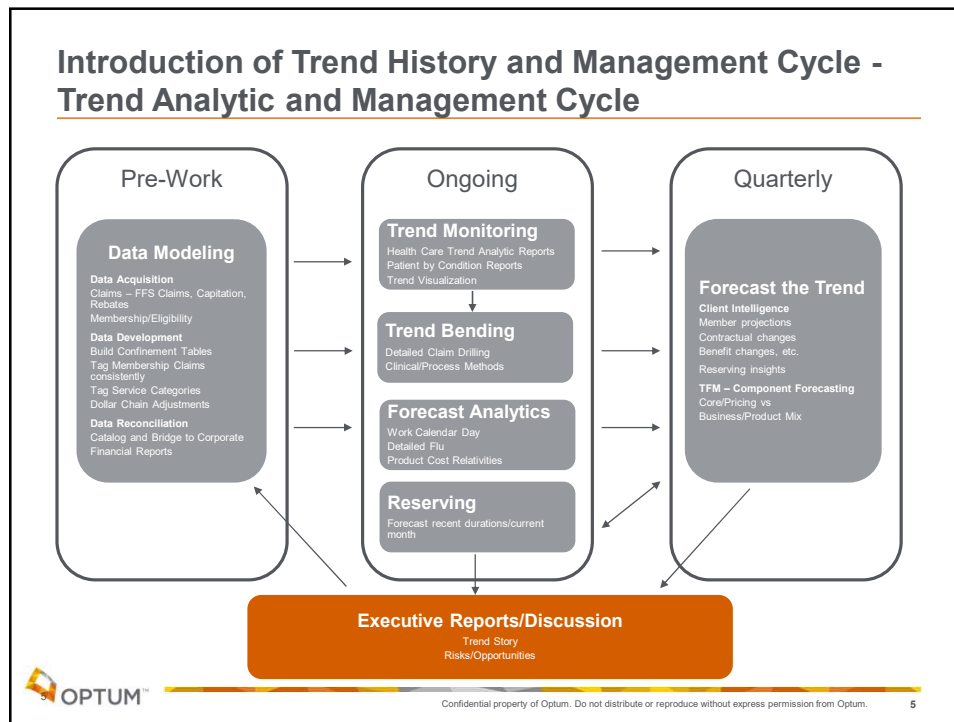 Introduction of Trend History and Management Cycle -
Trend Analytic and Management Cycle
Pre-Work
Data Modeling
Data Acquisition
Claims – FFS Claims, Capitation,
Rebates
Membership/Eligibility
Data Development
Build Confinement Tables
Tag Membership Claims
consistently
Tag Service Categories
Dollar Chain Adjustments
Data Reconciliation
Catalog and Bridge to Corporate
Financial Reports
Ongoing
Trend Monitoring
Health Care Trend Analytic Reports
Patient by Condition Reports
Trend Visualization
Trend Bending
Detailed Claim Drilling
Clinical/Process Methods
Forecast Analytics
Work Calendar Day
Detailed Flu
Product Cost Relativities
Reserving
Forecast recent durations/current
month
Quarterly
Forecast the Trend
Client Intelligence
Member projections
Contractual changes
Benefit changes, etc.
Reserving insights
TFM – Component Forecasting
Core/Pricing vs
Business/Product Mix
Executive Reports/Discussion
Trend Story
Risks/Opportunities
5
OPTUM™
Confidential property of Optum. Do not distribute or reproduce without express permission from Optum.
5